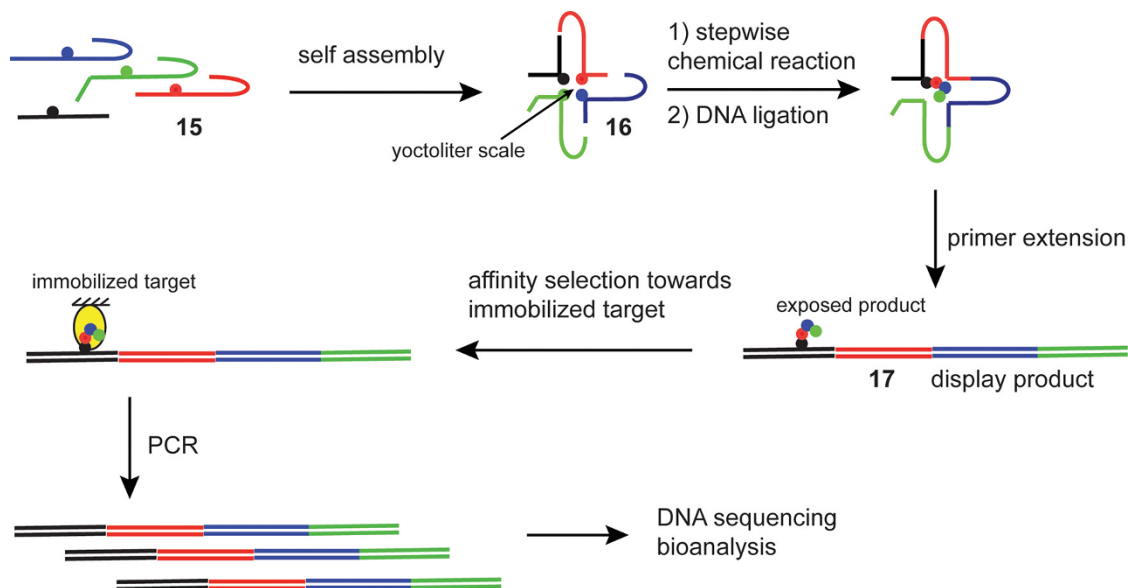 15
self assembly
16
yoctoliter scale
1) stepwise
chemical reaction
2) DNA ligation
primer extension
exposed product
17
display product
affinity selection towards
immobilized target
immobilized target
PCR
DNA sequencing
bioanalysis